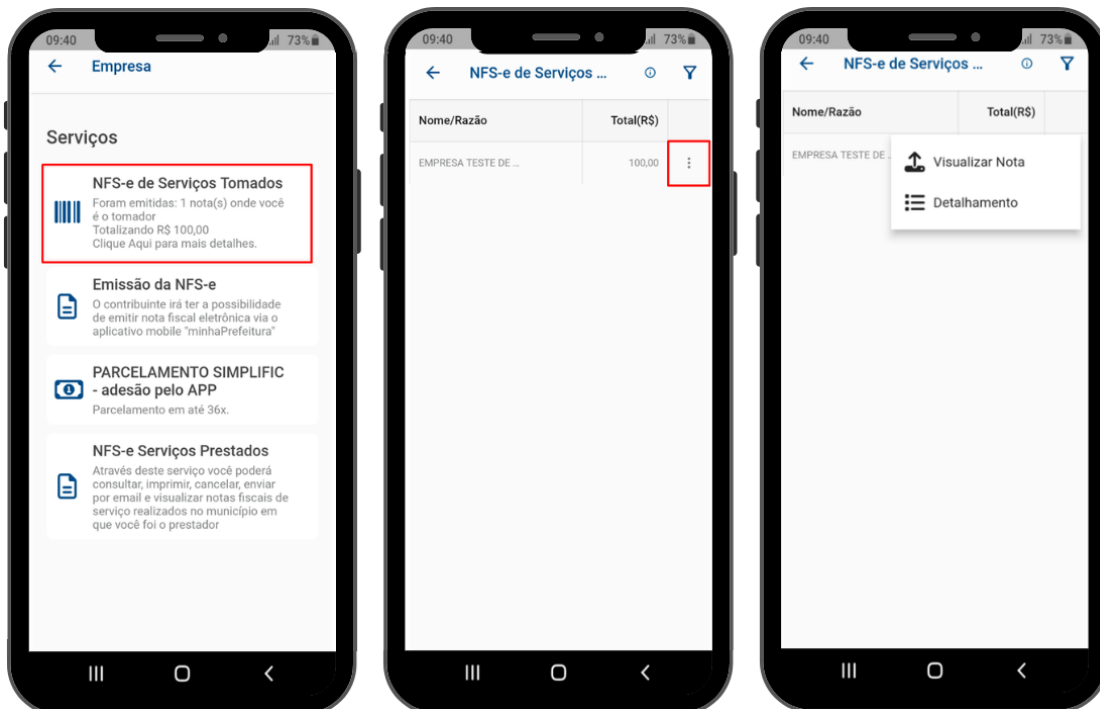 09:40
73%
Empresa
Serviços
NFS-e de Serviços Tomados
Foram emitidas: 1 nota(s) onde você
é o tomador
Totalizando R$ 100,00
Clique Aqui para mais detalhes.
Emissão da NFS-e
O contribuinte irá ter a possibilidade
de emitir nota fiscal eletrônica via o
aplicativo mobile "minhaPrefeitura"
PARCELAMENTO SIMPLIFIC
- adesão pelo APP
Parcelamento em até 36x.
NFS-e Serviços Prestados
Através deste serviço você poderá
consultar, imprimir, cancelar, enviar
por email e visualizar notas fiscais de
serviço realizados no município em
que você foi o prestador
09:40
73%
NFS-e de Serviços ...
Nome/Razão Total(R$)
EMPRESA TESTE DE ... 100,00
09:40
73%
NFS-e de Serviços ...
Nome/Razão Total(R$)
EMPRESA TESTE DE
Visualizar Nota
Detalhamento